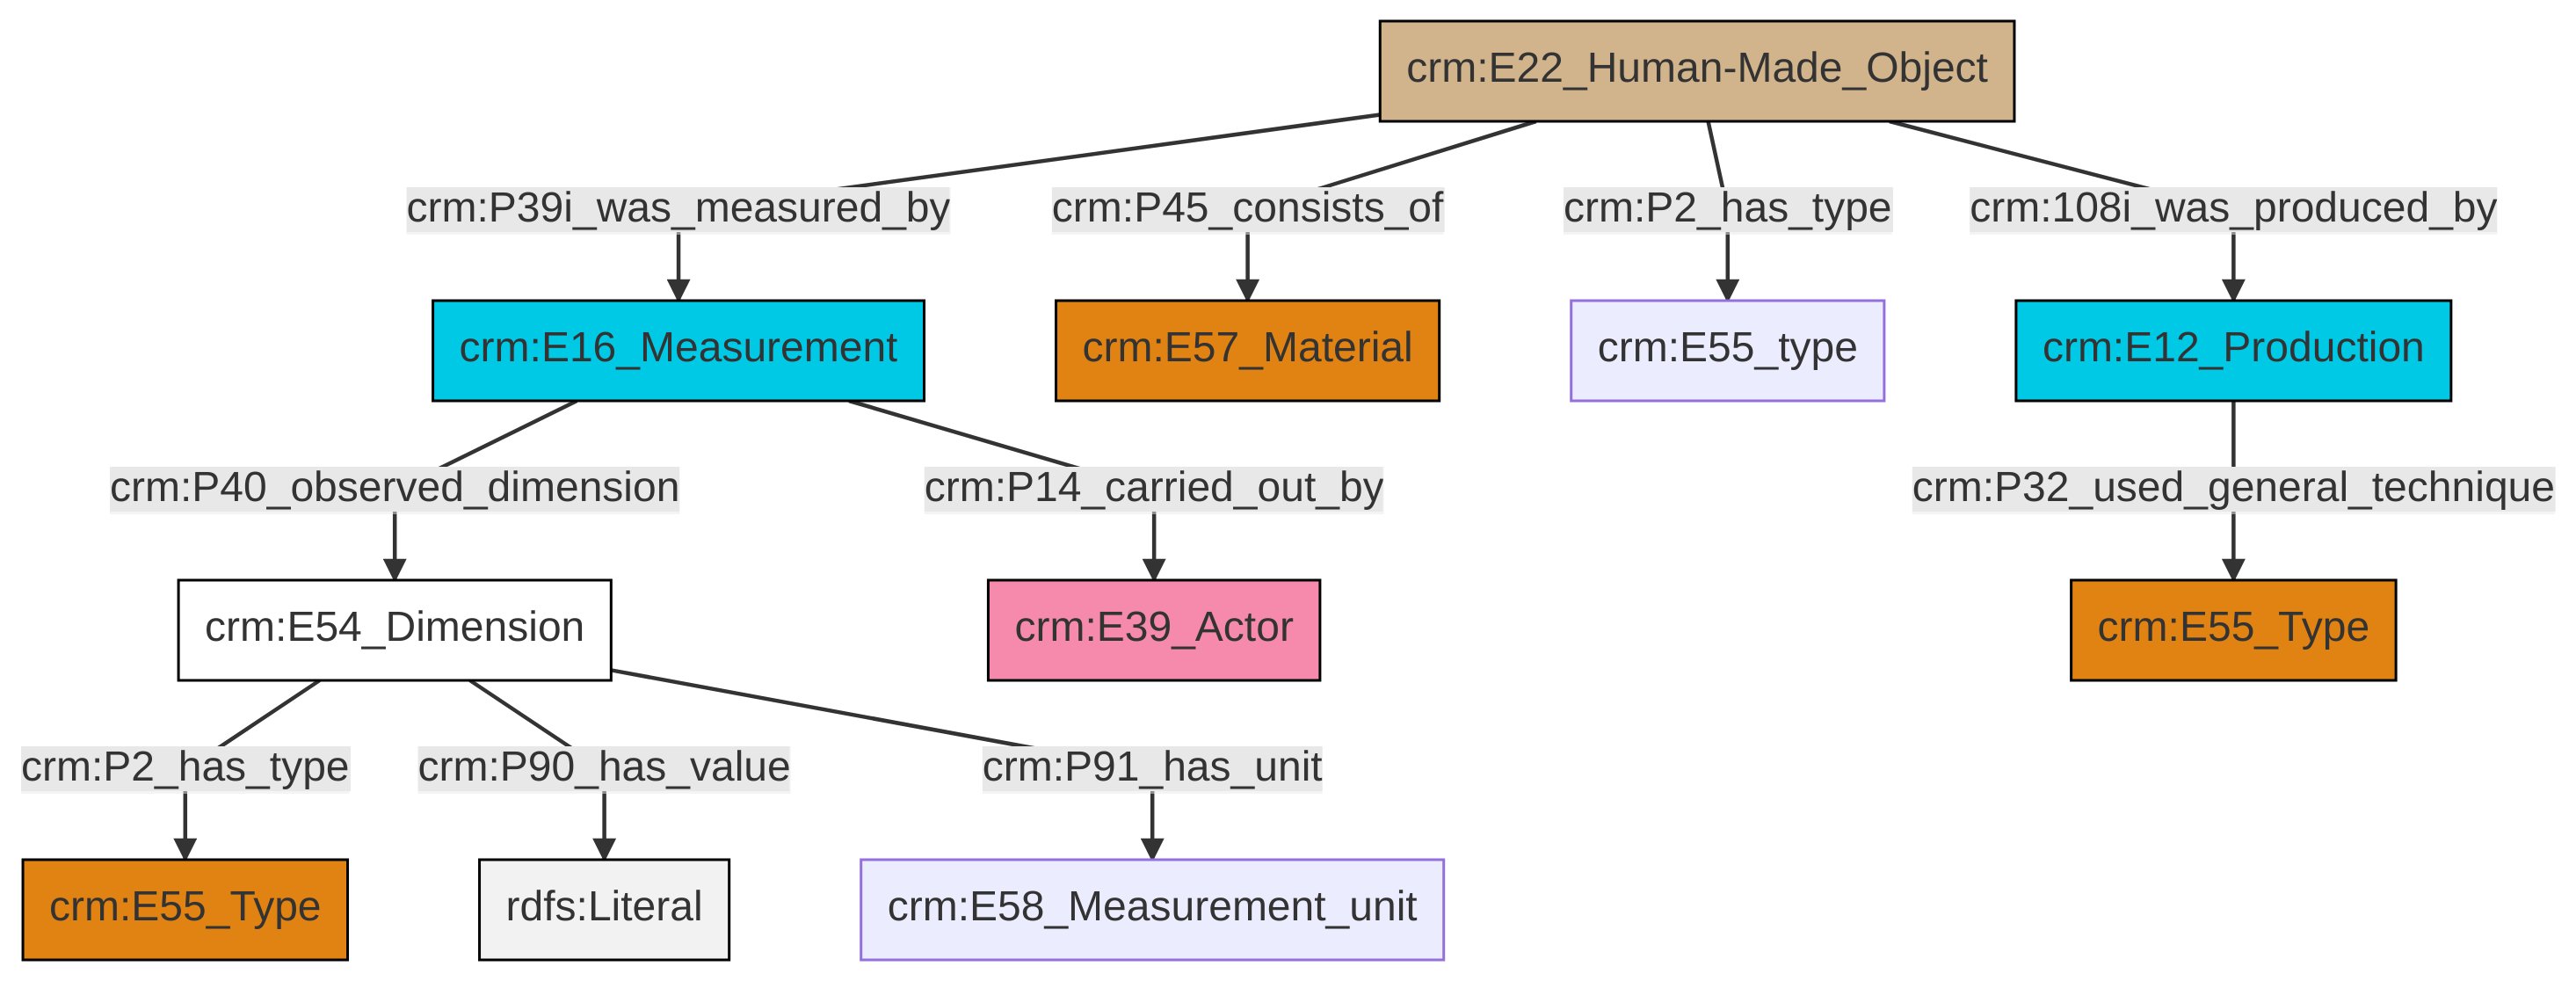 crm:E22_Human-Made_Object
crm:P39i_was_measured_by
crm:P45_consists_of
crm:P2_has_type
crm:108i_was_produced_by
crm:E16_Measurement
crm:E57_Material
crm:E55_type
crm:E12_Production
crm:P40_observed_dimension
crm:P14_carried_out_by
crm:P32_used_general_technique
crm:E54_Dimension
crm:E39_Actor
crm:E55_Type
crm:P2_has_type
crm:P90_has_value
crm:P91_has_unit
crm:E55_Type
rdfs:Literal
crm:E58_Measurement_unit